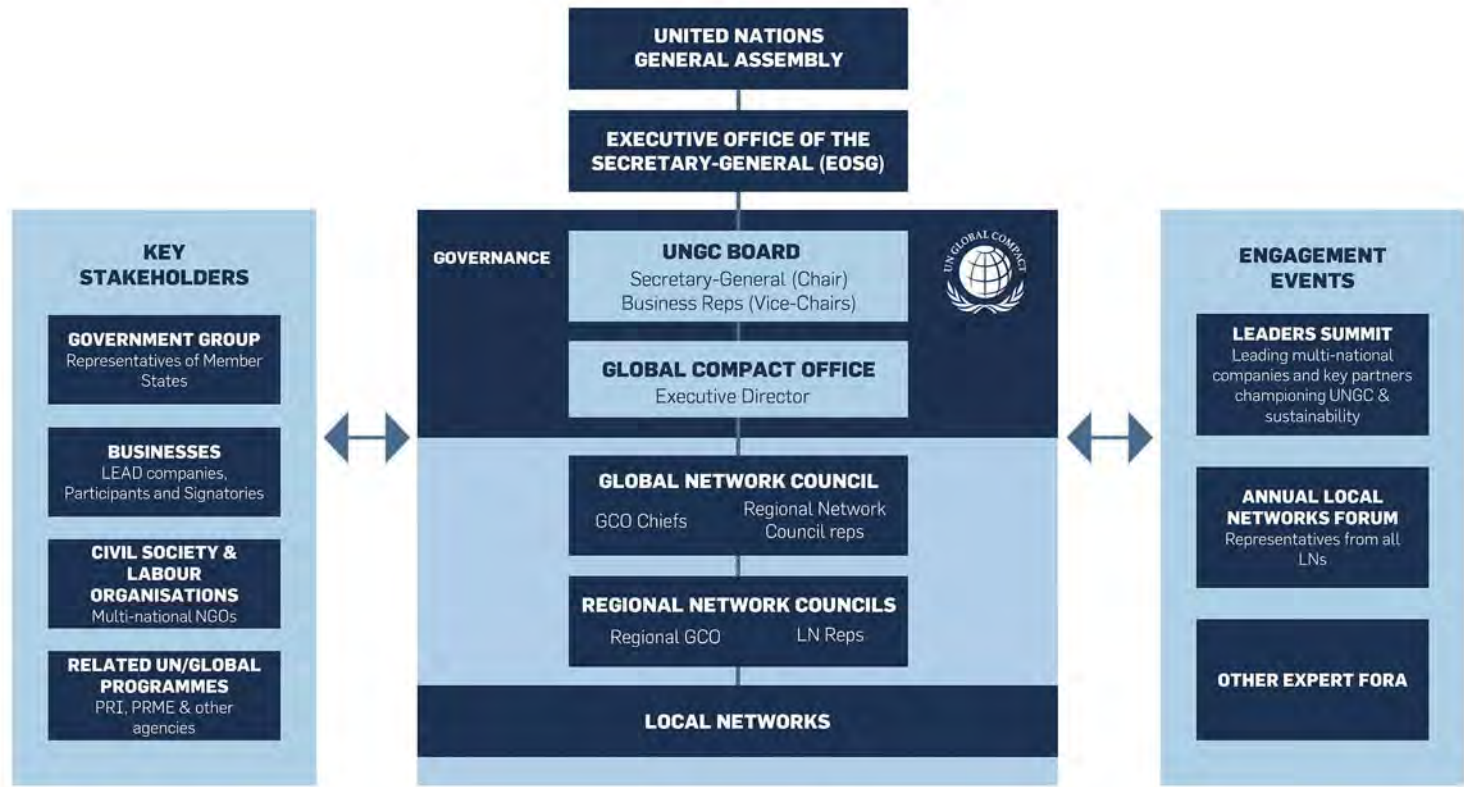 UNITED NATIONS
GENERAL ASSEMBLY
EXECUTIVE OFFICE OF THE
SECRETARY-GENERAL (EOSG)
KEY
STAKEHOLDERS
GOVERNMENT GROUP
Representatives of Member
States
BUSINESSES
LEAD companies,
Participants and Signatories
CIVIL SOCIETY &
LABOUR
ORGANISATIONS
Multi-national NGOs
RELATED UN/GLOBAL
PROGRAMMES
PRI, PRME & other
agencies
GOVERNANCE
UNGC BOARD
Secretary-General (Chair)
Business Reps (Vice-Chairs)
UN GLOBAL COMPACT
GLOBAL COMPACT OFFICE
Executive Director
GLOBAL NETWORK COUNCIL
GCO Chiefs
Regional Network
Council reps
REGIONAL NETWORK COUNCILS
Regional GCO
LN Reps
LOCAL NETWORKS
ENGAGEMENT
EVENTS
LEADERS SUMMIT
Leading multi-national
companies and key partners
championing UNGC &
sustainability
ANNUAL LOCAL
NETWORKS FORUM
Representatives from all
LNs
OTHER EXPERT FORA